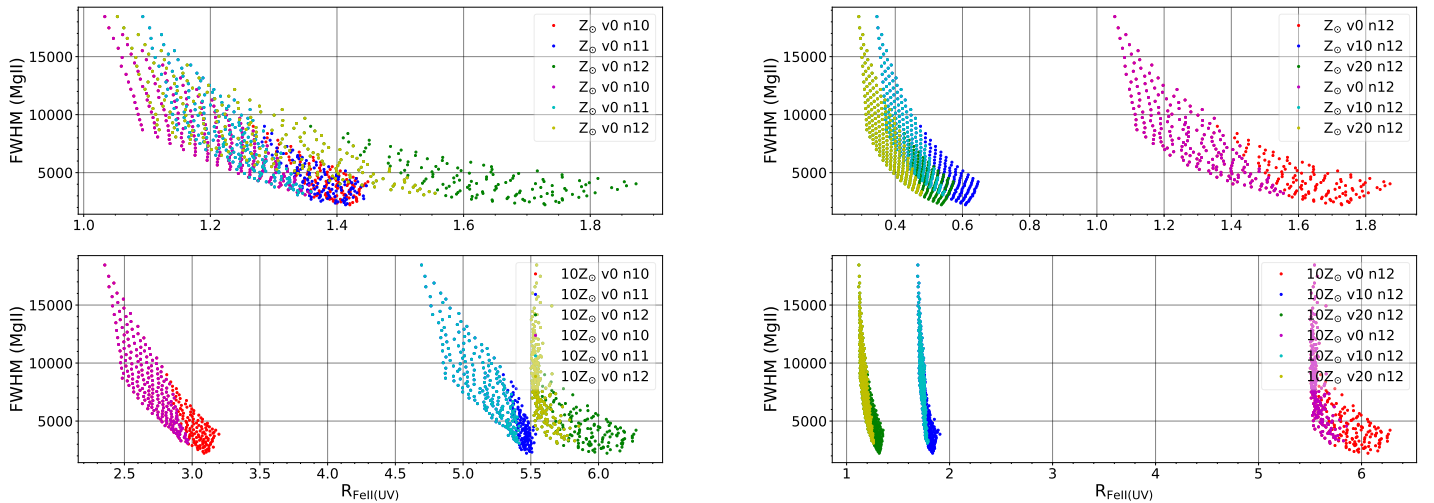 FWHM (MgII)
15000
10000
5000
1.0
1.2
1.4
1.6
1.8
Z☉ v0 n10
Z☉ v0 n11
Z☉ v0 n12
Z☉ v0 n10
Z☉ v0 n11
Z☉ v0 n12
FWHM (MgII)
15000
10000
5000
0.4
0.6
0.8
1.0
1.2
1.4
1.6
1.8
Z☉ v0 n12
Z☉ v10 n12
Z☉ v20 n12
Z☉ v0 n12
Z☉ v10 n12
Z☉ v20 n12
FWHM (MgII)
15000
10000
5000
2.5
3.0
3.5
4.0
4.5
5.0
5.5
6.0
R_FeII(UV)
10Z☉ v0 n10
10Z☉ v0 n11
10Z☉ v0 n12
10Z☉ v0 n10
10Z☉ v0 n11
10Z☉ v0 n12
FWHM (MgII)
15000
10000
5000
1
2
3
4
5
6
R_FeII(UV)
10Z☉ v0 n12
10Z☉ v10 n12
10Z☉ v20 n12
10Z☉ v0 n12
10Z☉ v10 n12
10Z☉ v20 n12